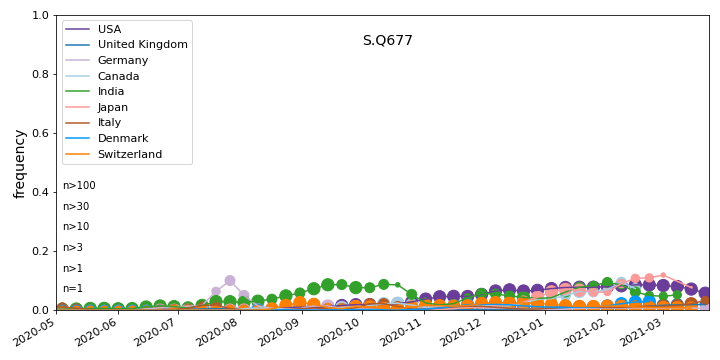 S.Q677
USA
United Kingdom
Germany
Canada
India
Japan
Italy
Denmark
Switzerland
n>100
n>30
n>10
n>3
n>1
n=1
frequency
1.0
0.8
0.6
0.4
0.2
0.0
2020-05
2020-06
2020-07
2020-08
2020-09
2020-10
2020-11
2020-12
2021-01
2021-02
2021-03